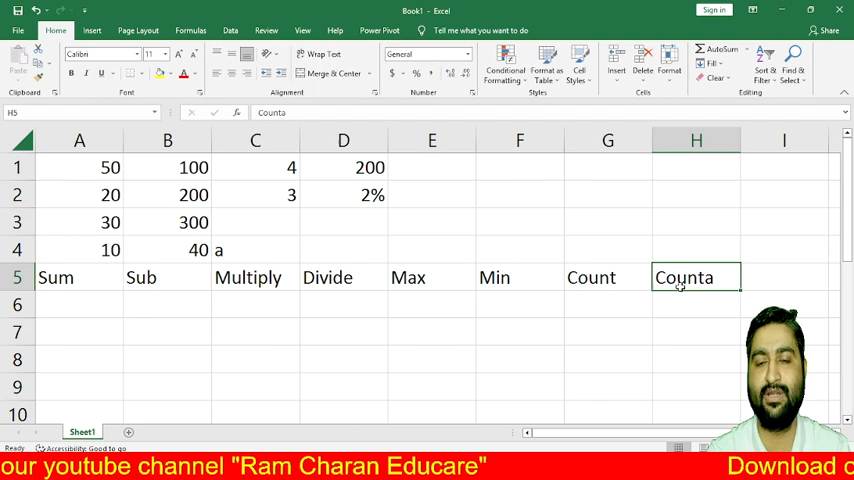 Book1 - Excel
Sign in
File Home Insert Page Layout Formulas Data Review View Help Power Pivot Tell me what you want to do Share
Paste
Calibri 11 A A
B I U A
ab Wrap Text
Merge & Center
General
$ %
Conditional Formatting
Format as Table
Cell Styles
Insert
Delete
Format
AutoSum
Fill
Clear
Sort & Filter
Find & Select
Clipboard Font Alignment Number Styles Cells Editing
H5 fx Counta
A B C D E F G H I
1 50 100 4 200
2 20 200 3 2%
3 30 300
4 10 40 a
5 Sum Sub Multiply Divide Max Min Count Counta
6
7
8
9
10
Sheet1
Ready Accessibility: Good to go
our youtube channel "Ram Charan Educare" Download o